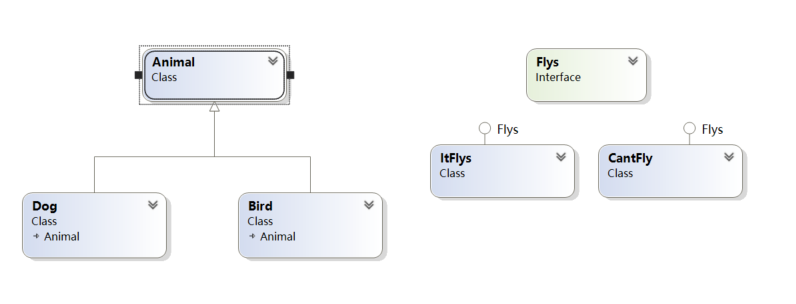 Animal
Class
Flys
Interface
Flys
Flys
ItFlys
Class
CantFly
Class
Dog
Class
Animal
Bird
Class
Animal